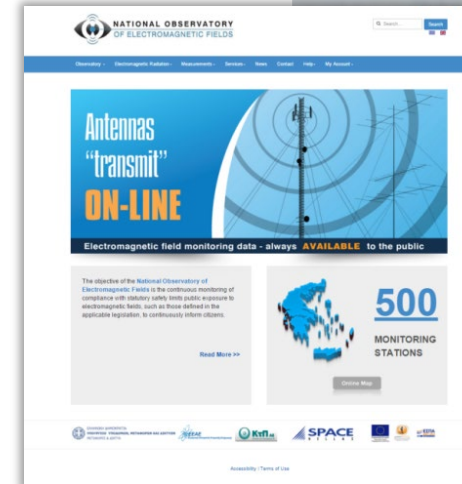 NATIONAL OBSERVATORY
OF ELECTROMAGNETIC FIELDS
Search...
Search
Observatory
Electromagnetic Radiation
Measurements
Services
News
Contact
Help
My Account
Antennas
“transmit”
ON-LINE
Electromagnetic field monitoring data - always AVAILABLE to the public
The objective of the National Observatory of
Electromagnetic Fields is the continuous monitoring of
compliance with statutory safety limits public exposure to
electromagnetic fields, such as those defined in the
applicable legislation, to continuously inform citizens.
Read More >>
500
MONITORING
STATIONS
Online Map
ΚτΠ
SPACE
HELLAS
ΕΣΠΑ
Accessibility | Terms of Use